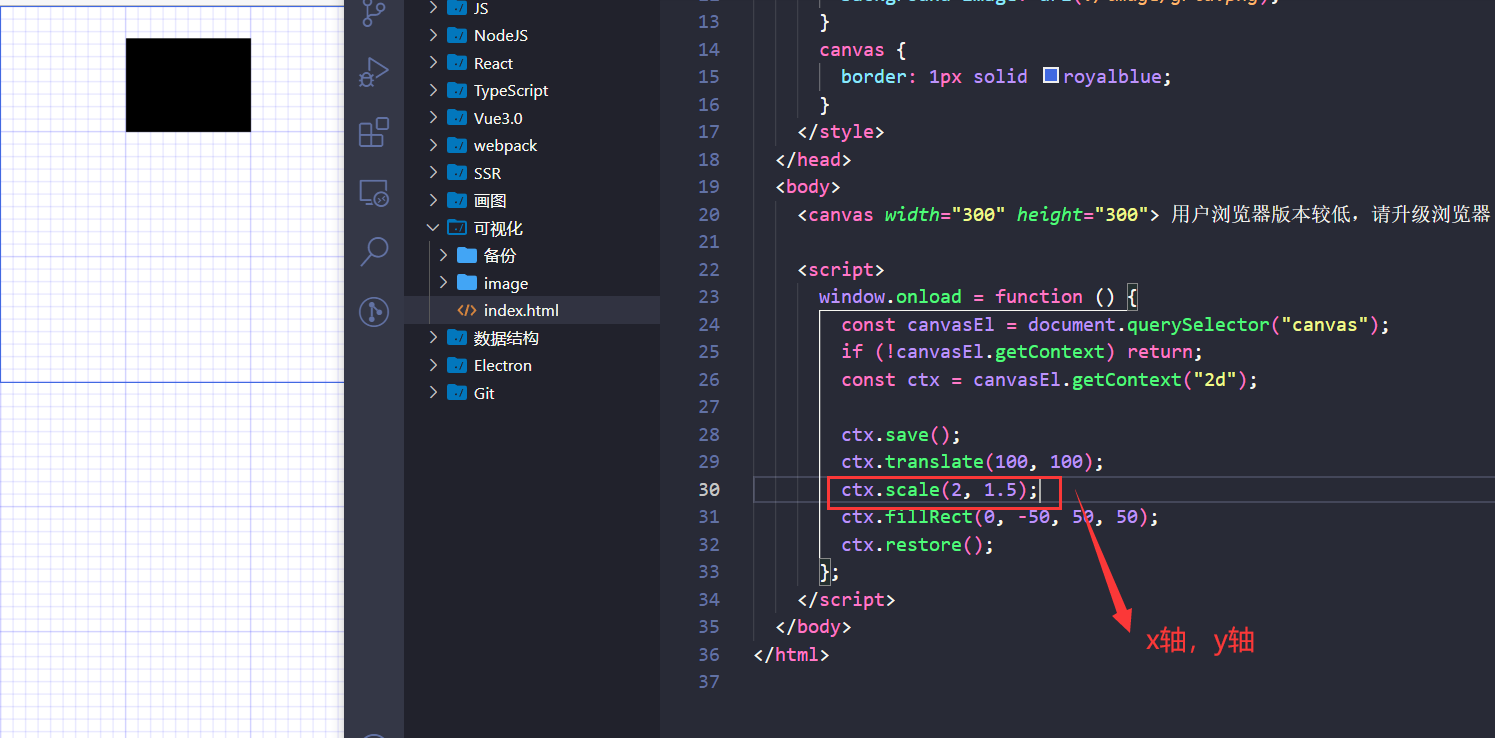 JS
NodeJS
React
TypeScript
Vue3.0
webpack
SSR
画图
可视化
备份
image
index.html
数据结构
Electron
Git
13 }
14 canvas {
15 border: 1px solid royalblue;
16 }
17 </style>
18 </head>
19 <body>
20 <canvas width="300" height="300"> 用户浏览器版本较低，请升级浏览器
21
22 <script>
23 window.onload = function () {
24 const canvasEl = document.querySelector("canvas");
25 if (!canvasEl.getContext) return;
26 const ctx = canvasEl.getContext("2d");
27
28 ctx.save();
29 ctx.translate(100, 100);
30 ctx.scale(2, 1.5);
31 ctx.fillRect(0, -50, 50, 50);
32 ctx.restore();
33 };
34 </script>
35 </body>
36 </html>
37
x轴，y轴